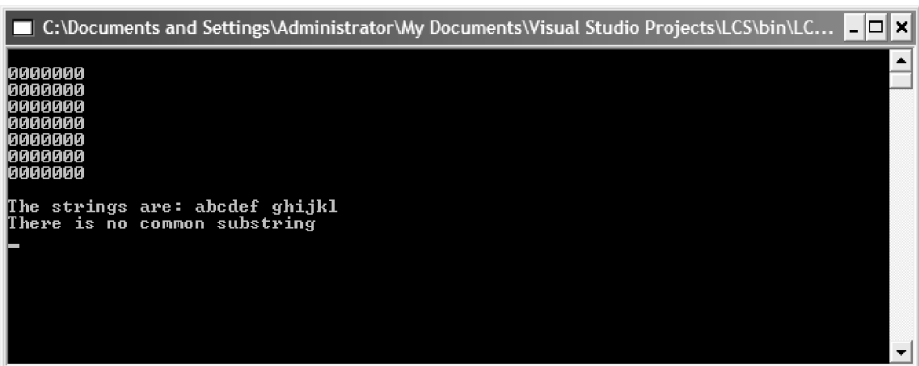 C:\Documents and Settings\Administrator\My Documents\Visual Studio Projects\LCS\bin\LC...
0000000
0000000
0000000
0000000
0000000
0000000
0000000
The strings are: abcdef ghijkl
There is no common substring